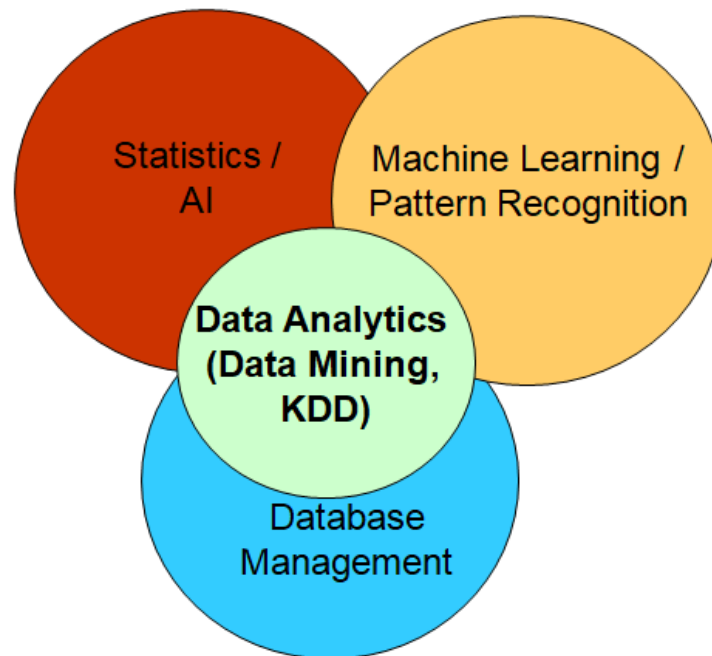 Statistics /
AI
Machine Learning /
Pattern Recognition
Data Analytics
(Data Mining,
KDD)
Database
Management